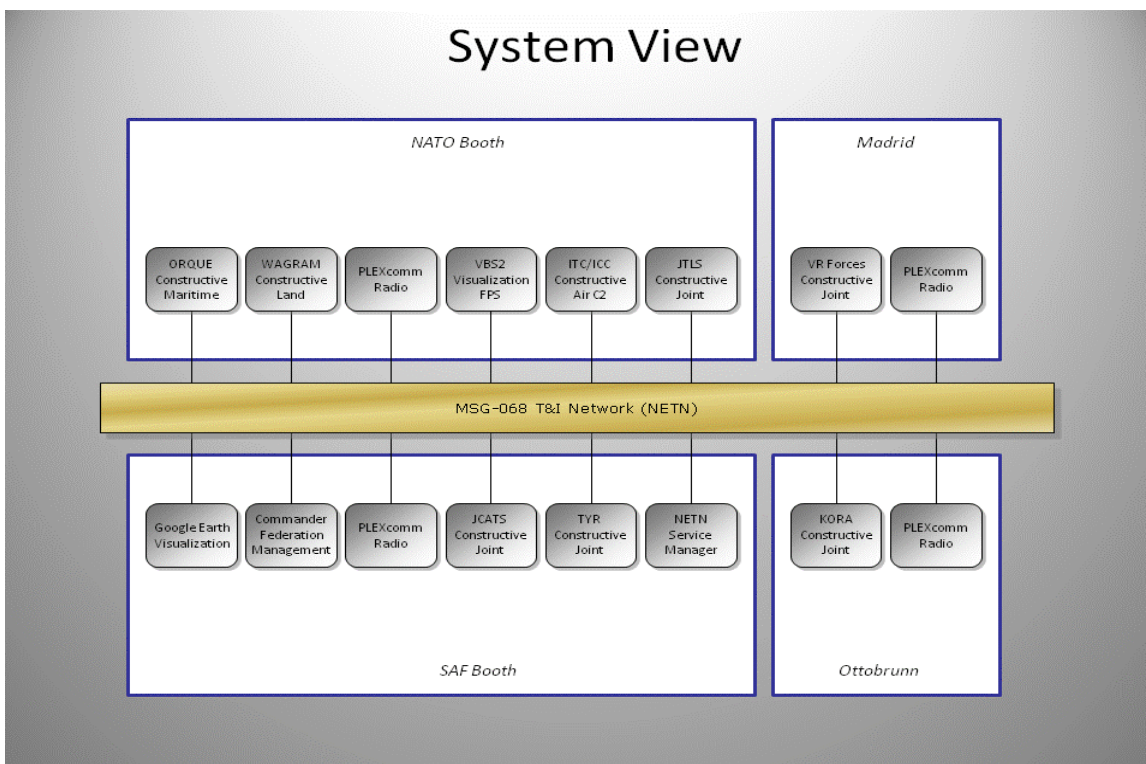 System View
NATO Booth
Madrid
ORQUE
Constructive
Maritime
WAGRAM
Constructive
Land
PLEXcomm
Radio
VBS2
Visualization
FPS
ITC/ICC
Constructive
Air C2
JTLS
Constructive
Joint
VR Forces
Constructive
Joint
PLEXcomm
Radio
MSG-068 T&I Network (NETN)
Google Earth
Visualization
Commander
Federation
Management
PLEXcomm
Radio
JCATS
Constructive
Joint
TYR
Constructive
Joint
NETN
Service
Manager
KORA
Constructive
Joint
PLEXcomm
Radio
SAF Booth
Ottobrunn